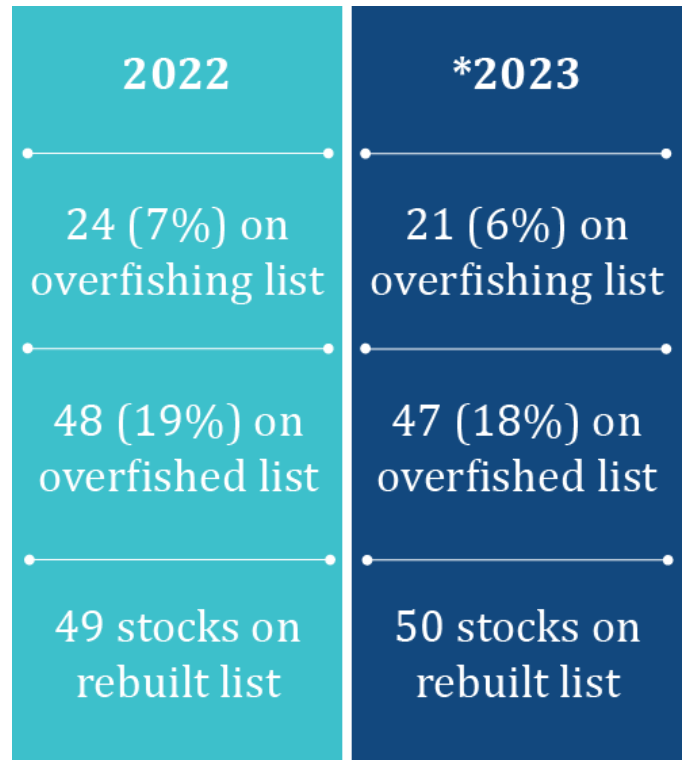 2022
24 (7%) on
overfishing list
48 (19%) on
overfished list
49 stocks on
rebuilt list
*2023
21 (6%) on
overfishing list
47 (18%) on
overfished list
50 stocks on
rebuilt list